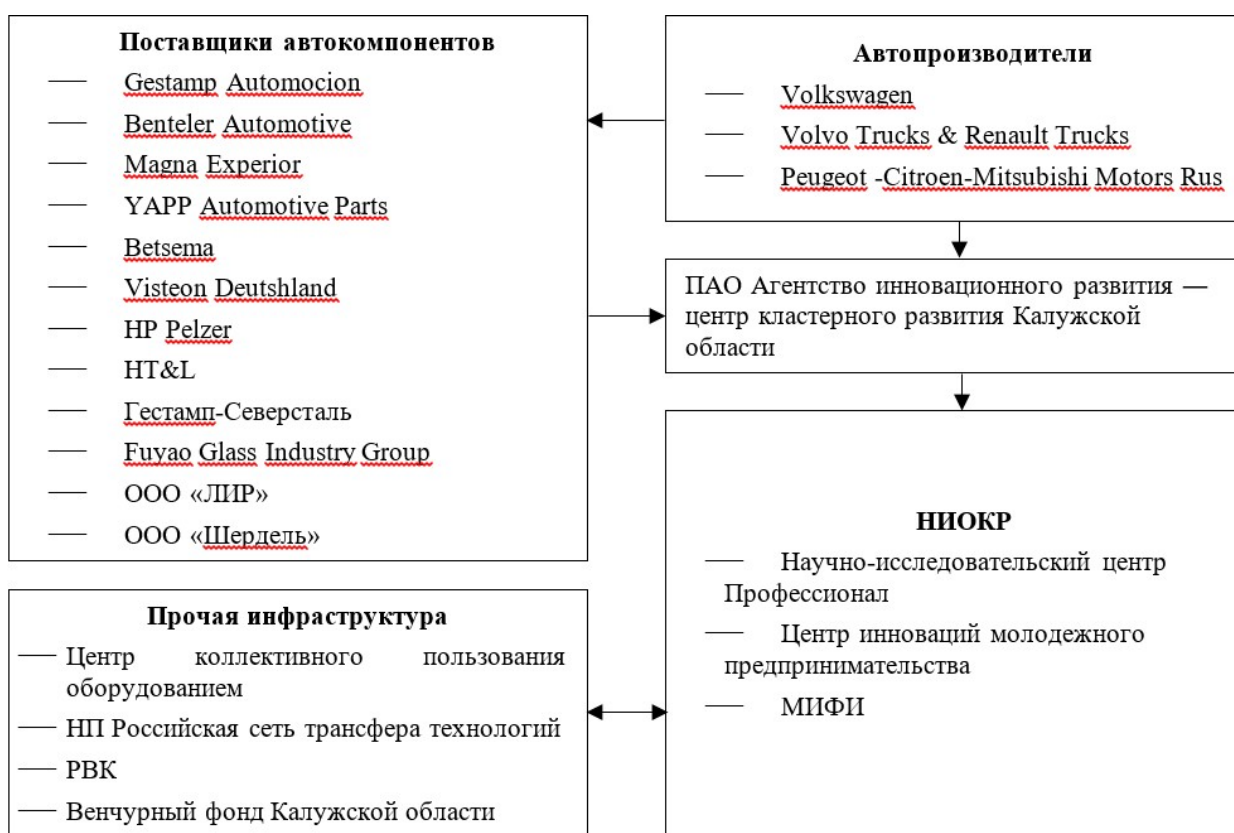 Поставщики автокомпонентов
— Gestamp Automocion
— Benteler Automotive
— Magna Experior
— YAPP Automotive Parts
— Betsema
— Visteon Deutshland
— HP Pelzer
— HT&L
— Гестамп-Северсталь
— Fuyao Glass Industry Group
— ООО «ЛИР»
— ООО «Шердель»
Автопроизводители
— Volkswagen
— Volvo Trucks & Renault Trucks
— Peugeot -Citroen-Mitsubishi Motors Rus
ПАО Агентство инновационного развития —
центр кластерного развития Калужской
области
НИОКР
— Научно-исследовательский центр
Профессионал
— Центр инноваций молодежного
предпринимательства
— МИФИ
Прочая инфраструктура
— Центр коллективного пользования
оборудованием
— НП Российская сеть трансфера технологий
— РВК
— Венчурный фонд Калужской области